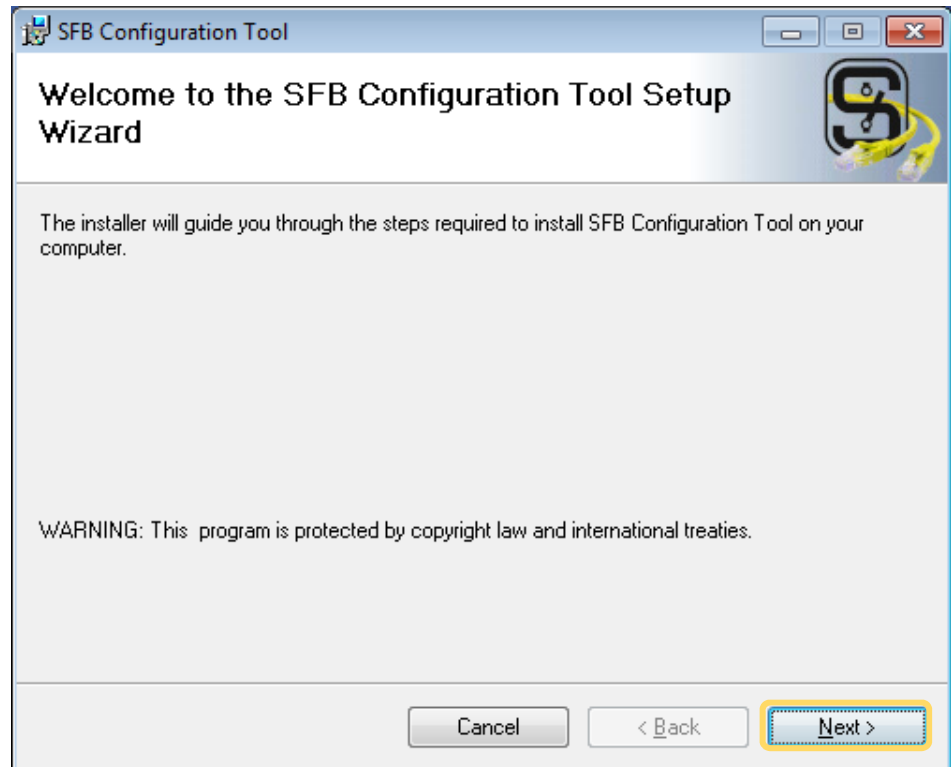 SFB Configuration Tool
Welcome to the SFB Configuration Tool Setup
Wizard
The installer will guide you through the steps required to install SFB Configuration Tool on your
computer.
WARNING: This  program is protected by copyright law and international treaties.
Cancel
< Back
Next >